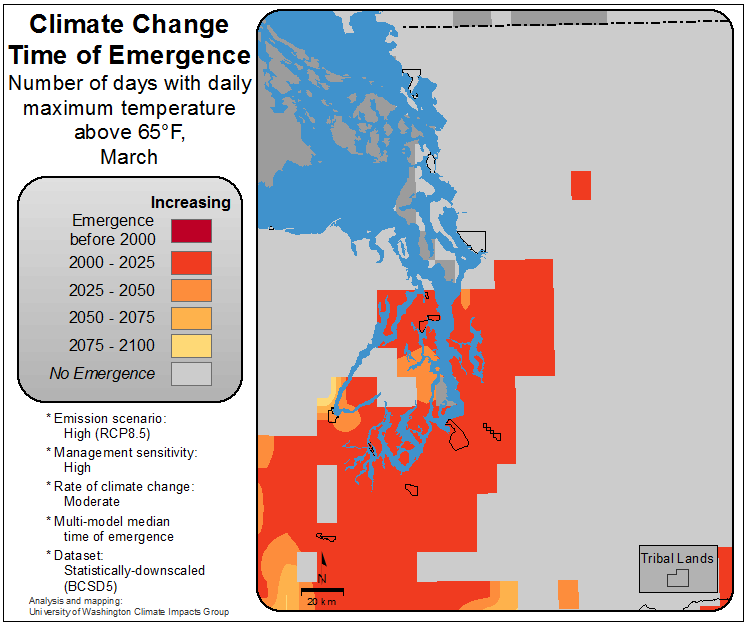 Climate Change
Time of Emergence
Number of days with daily
maximum temperature
above 65°F,
March
Increasing
Emergence
before 2000
2000 - 2025
2025 - 2050
2050 - 2075
2075 - 2100
No Emergence
* Emission scenario:
High (RCP8.5)
* Management sensitivity:
High
* Rate of climate change:
Moderate
* Multi-model median
time of emergence
* Dataset:
Statistically-downscaled
(BCSD5)
Analysis and mapping:
University of Washington Climate Impacts Group
N
20 km
Tribal Lands